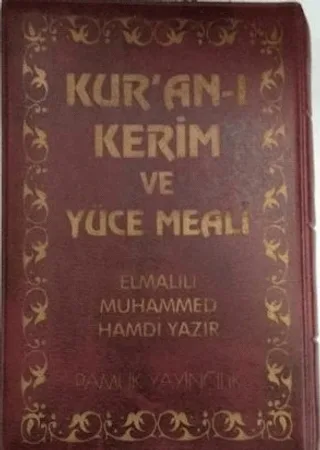 KUR'AN-I
KERİM
VE
YÜCE MEALİ
ELMALILI
MUHAMMED
HAMDİ YAZIR
PAMUK YAYINCILIK